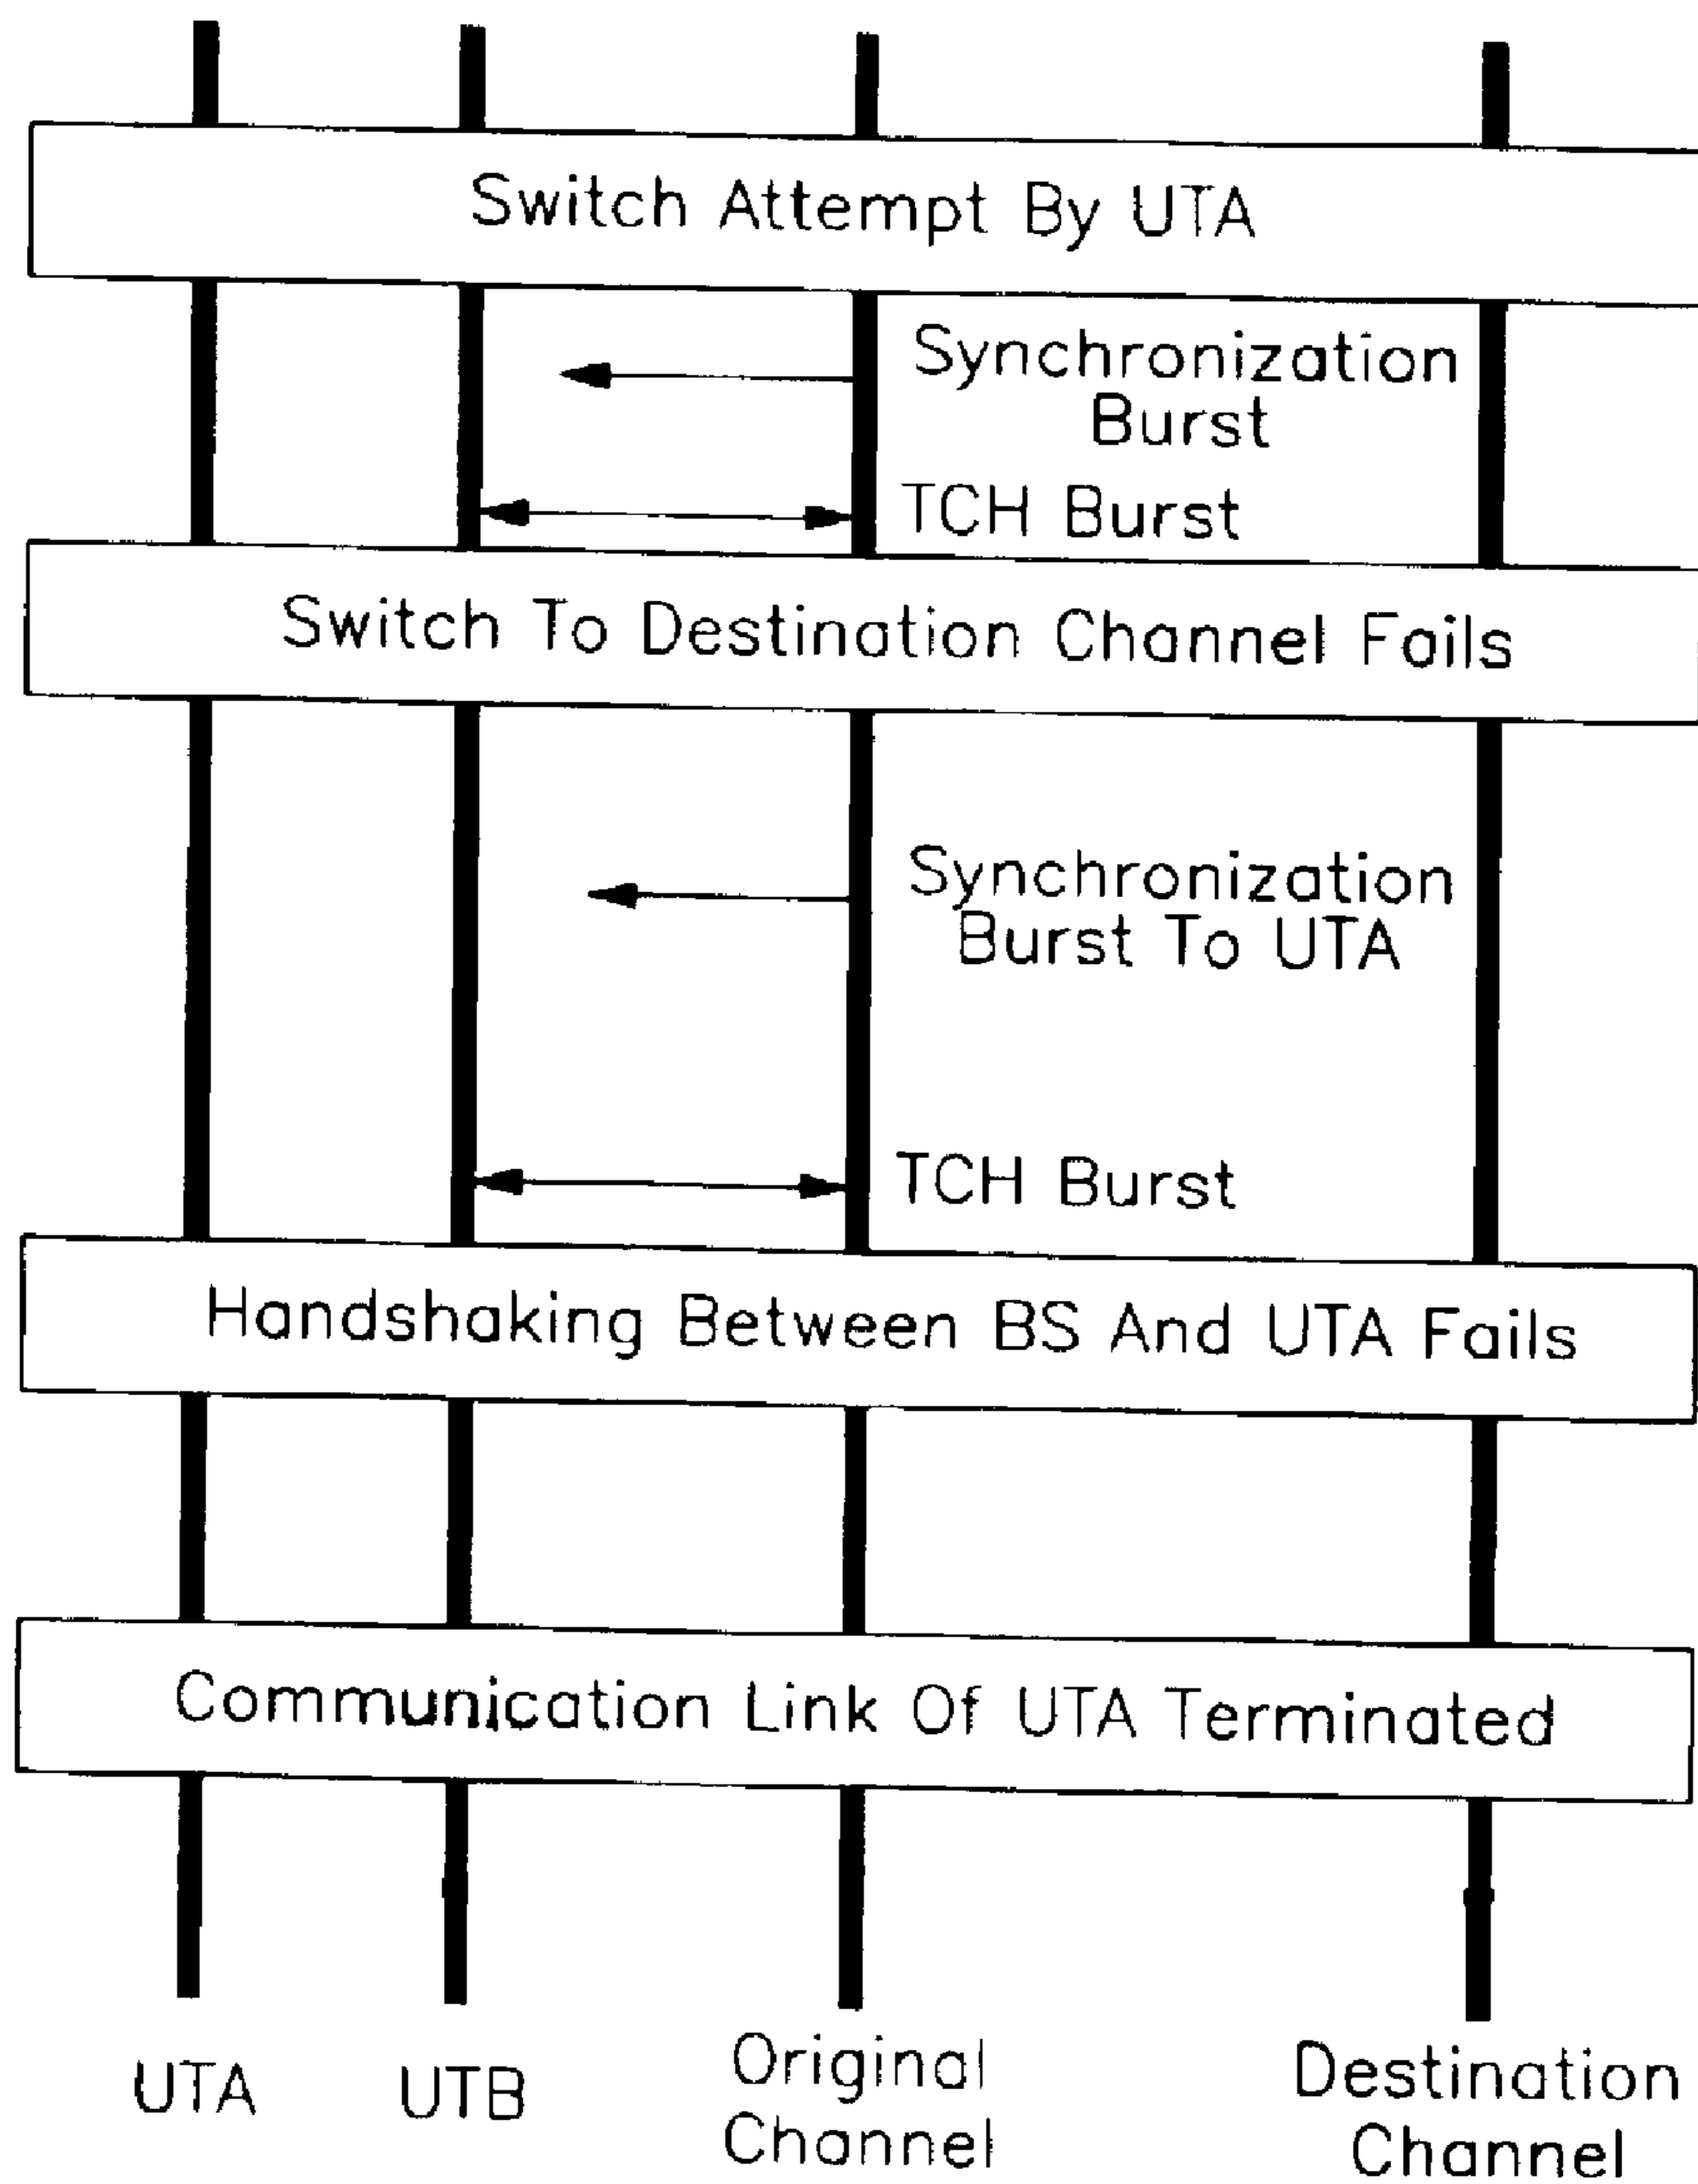 Switch Attempt By UTA
Synchronization
Burst
TCH Burst
Switch To Destination Channel Fails
Synchronization
Burst To UTA
TCH Burst
Handshaking Between BS And UTA Fails
Communication Link Of UTA Terminated
UTA
UTB
Original
Channel
Destination
Channel